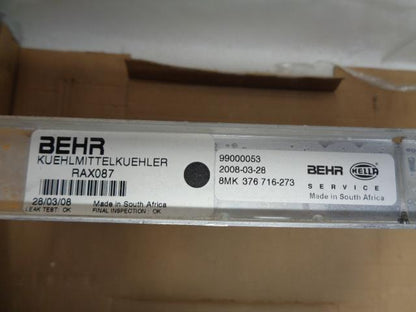 BEHR
KUEHLMITTELKUEHLER
RAX087
28/03/08 Made in South Africa
LEAK TEST: OK FINAL INSPECTION: OK
99000053
2008-03-28
8MK 376 716-273
BEHR HELLA
SERVICE
Made in South Africa